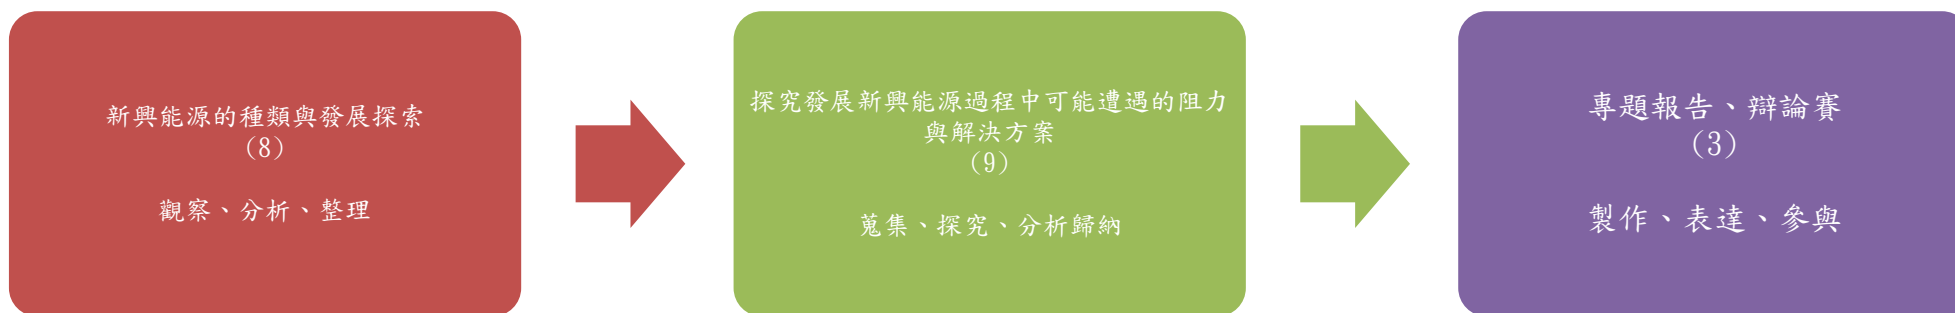 新興能源的種類與發展探索
(8)
觀察、分析、整理
探究發展新興能源過程中可能遭遇的阻力
與解決方案
(9)
蒐集、探究、分析歸納
專題報告、辯論賽
(3)
製作、表達、參與